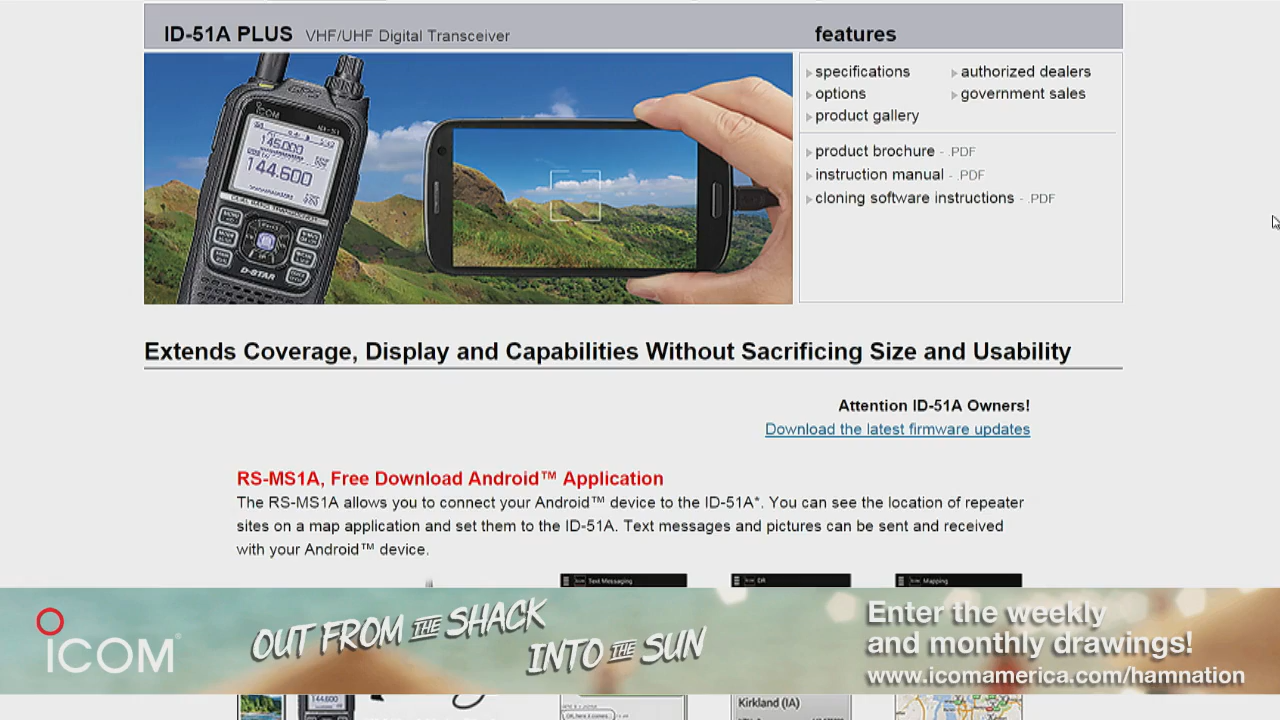 ID-51A PLUS VHF/UHF Digital Transceiver
features
specifications
authorized dealers
options
government sales
product gallery
product brochure - .PDF
instruction manual - .PDF
cloning software instructions - .PDF
ICOM
145.000
144.600
D-STAR
Extends Coverage, Display and Capabilities Without Sacrificing Size and Usability
Attention ID-51A Owners!
Download the latest firmware updates
RS-MS1A, Free Download Android™ Application
The RS-MS1A allows you to connect your Android™ device to the ID-51A*. You can see the location of repeater
sites on a map application and set them to the ID-51A. Text messages and pictures can be sent and received
with your Android™ device.
Text Messaging
DR
Mapping
ICOM®
OUT FROM THE SHACK
INTO THE SUN
Enter the weekly
and monthly drawings!
www.icomamerica.com/hamnation
Kirkland (IA)